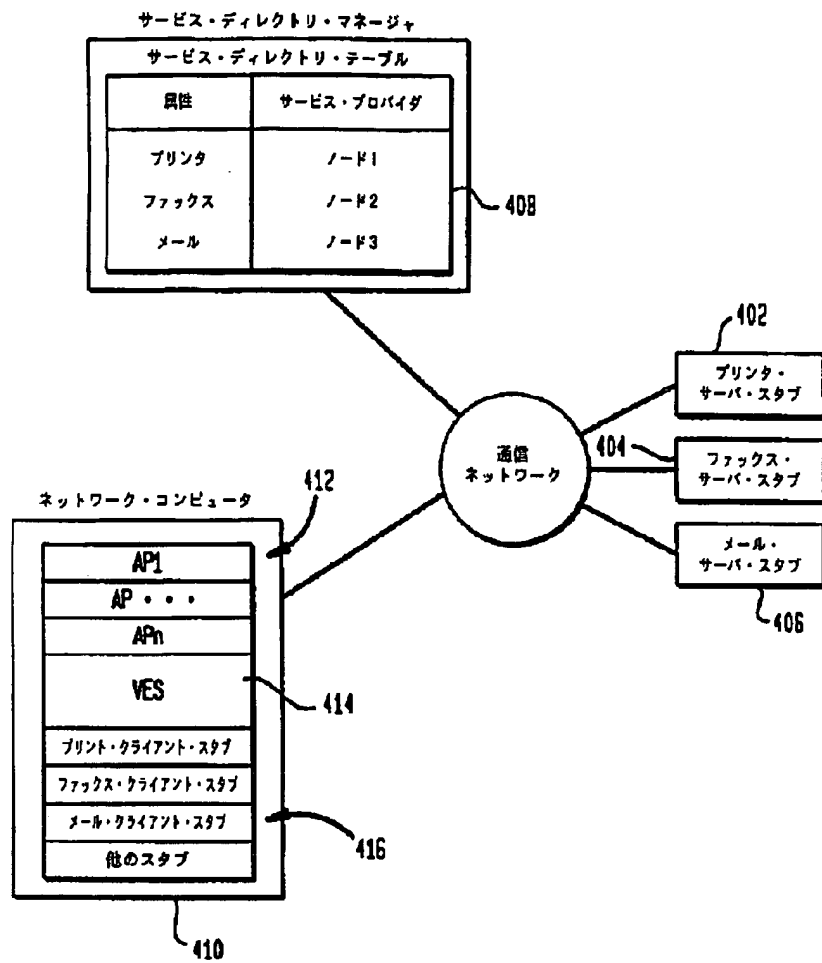 サービス・ディレクトリ・マネージャ
サービス・ディレクトリ・テーブル
属性
サービス・プロバイダ
プリンタ
ノード1
ファックス
ノード2
メール
ノード3
408
402
プリンタ・
サーバ・スタブ
404
ファックス・
サーバ・スタブ
メール・
サーバ・スタブ
406
通信
ネットワーク
ネットワーク・コンピュータ
412
AP1
AP・・・
APn
VES
414
プリント・クライアント・スタブ
ファックス・クライアント・スタブ
メール・クライアント・スタブ
416
他のスタブ
410